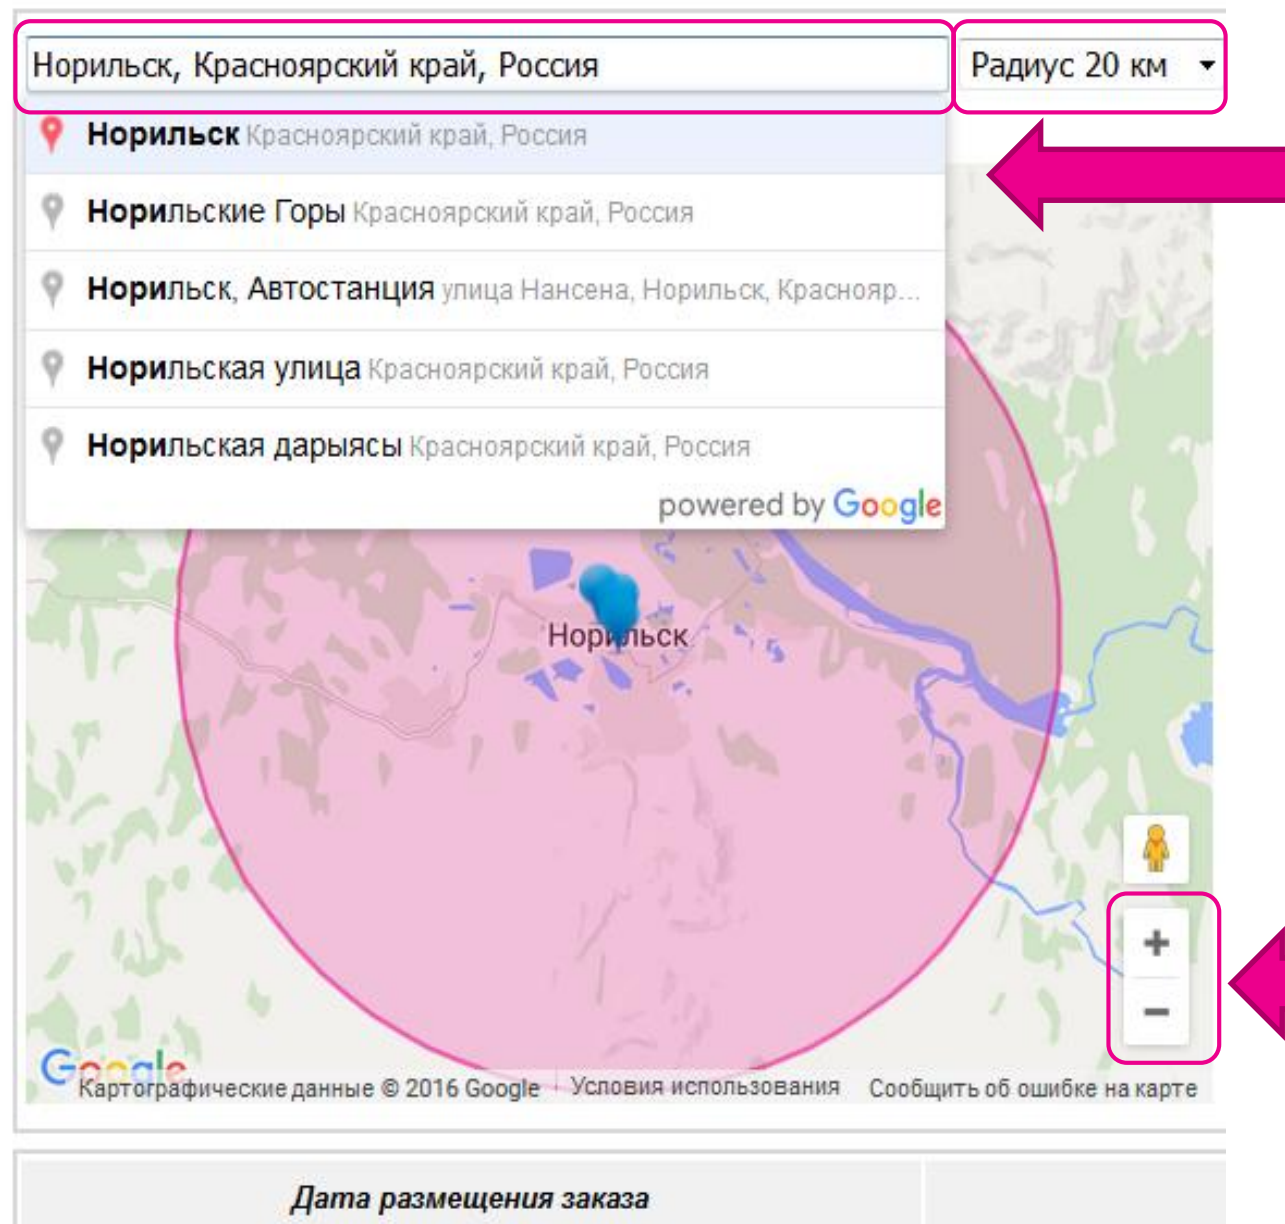 Норильск, Красноярский край, Россия
Радиус 20 км
Норильск Красноярский край, Россия
Норильские Горы Красноярский край, Россия
Норильск, Автостанция улица Нансена, Норильск, Краснояр...
Норильская улица Красноярский край, Россия
Норильская дарыясы Красноярский край, Россия
powered by Google
Норильск
+
−
Google
Картографические данные © 2016 Google Условия использования Сообщить об ошибке на карте
Дата размещения заказа